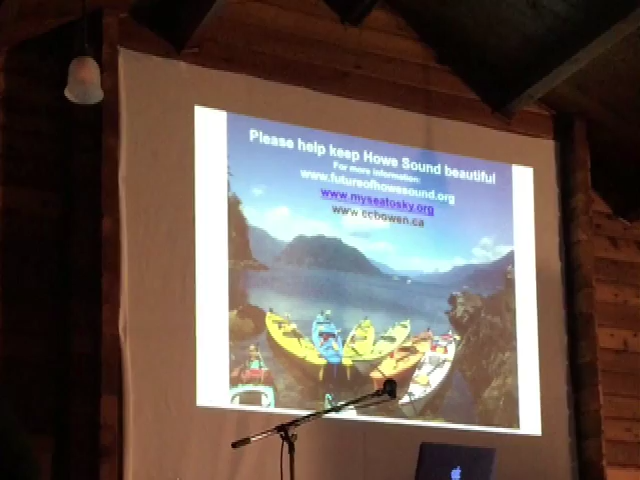 Please help keep Howe Sound beautiful
For more information:
www.futureofhowesound.org
www.myseatosky.org
www.ccbowen.ca